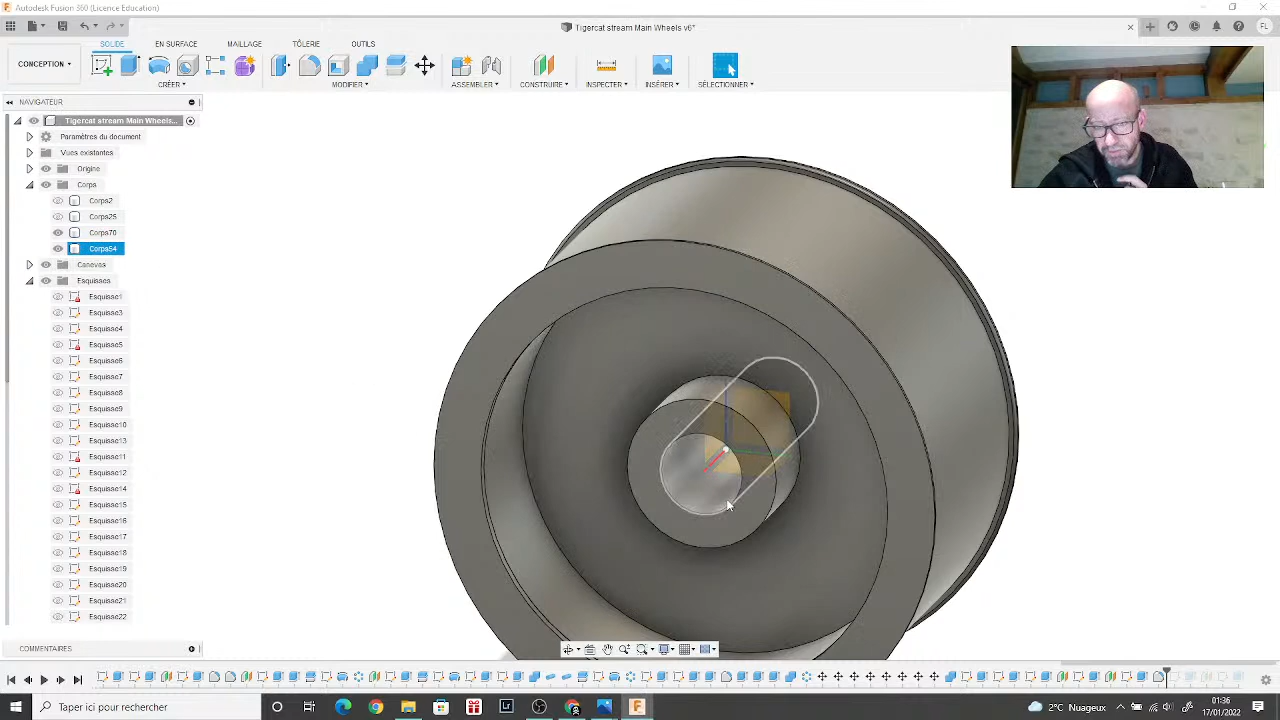 Autodesk Fusion 360 (Licence Education)
Tigercat stream Main Wheels v6*
FL
SOLIDE
EN SURFACE
MAILLAGE
TÔLERIE
OUTILS
CONCEPTION
CRÉER
MODIFIER
ASSEMBLER
CONSTRUIRE
INSPECTER
INSÉRER
SÉLECTIONNER
NAVIGATEUR
Tigercat stream Main Wheels...
Paramètres du document
Vues existantes
Origine
Corps
Corps2
Corps25
Corps70
Corps54
Canevas
Esquisses
Esquisse1
Esquisse3
Esquisse4
Esquisse5
Esquisse6
Esquisse7
Esquisse8
Esquisse9
Esquisse10
Esquisse13
Esquisse11
Esquisse12
Esquisse14
Esquisse15
Esquisse16
Esquisse17
Esquisse18
Esquisse19
Esquisse20
Esquisse21
Esquisse22
COMMENTAIRES
Taper ici pour rechercher
2°C Nuageux
01:36
17/01/2022